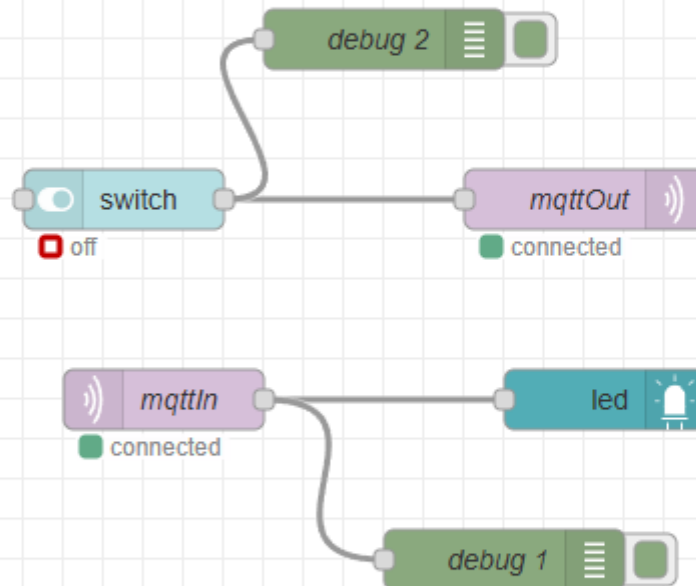 debug 2
switch
mqttOut
off
connected
mqttIn
led
connected
debug 1